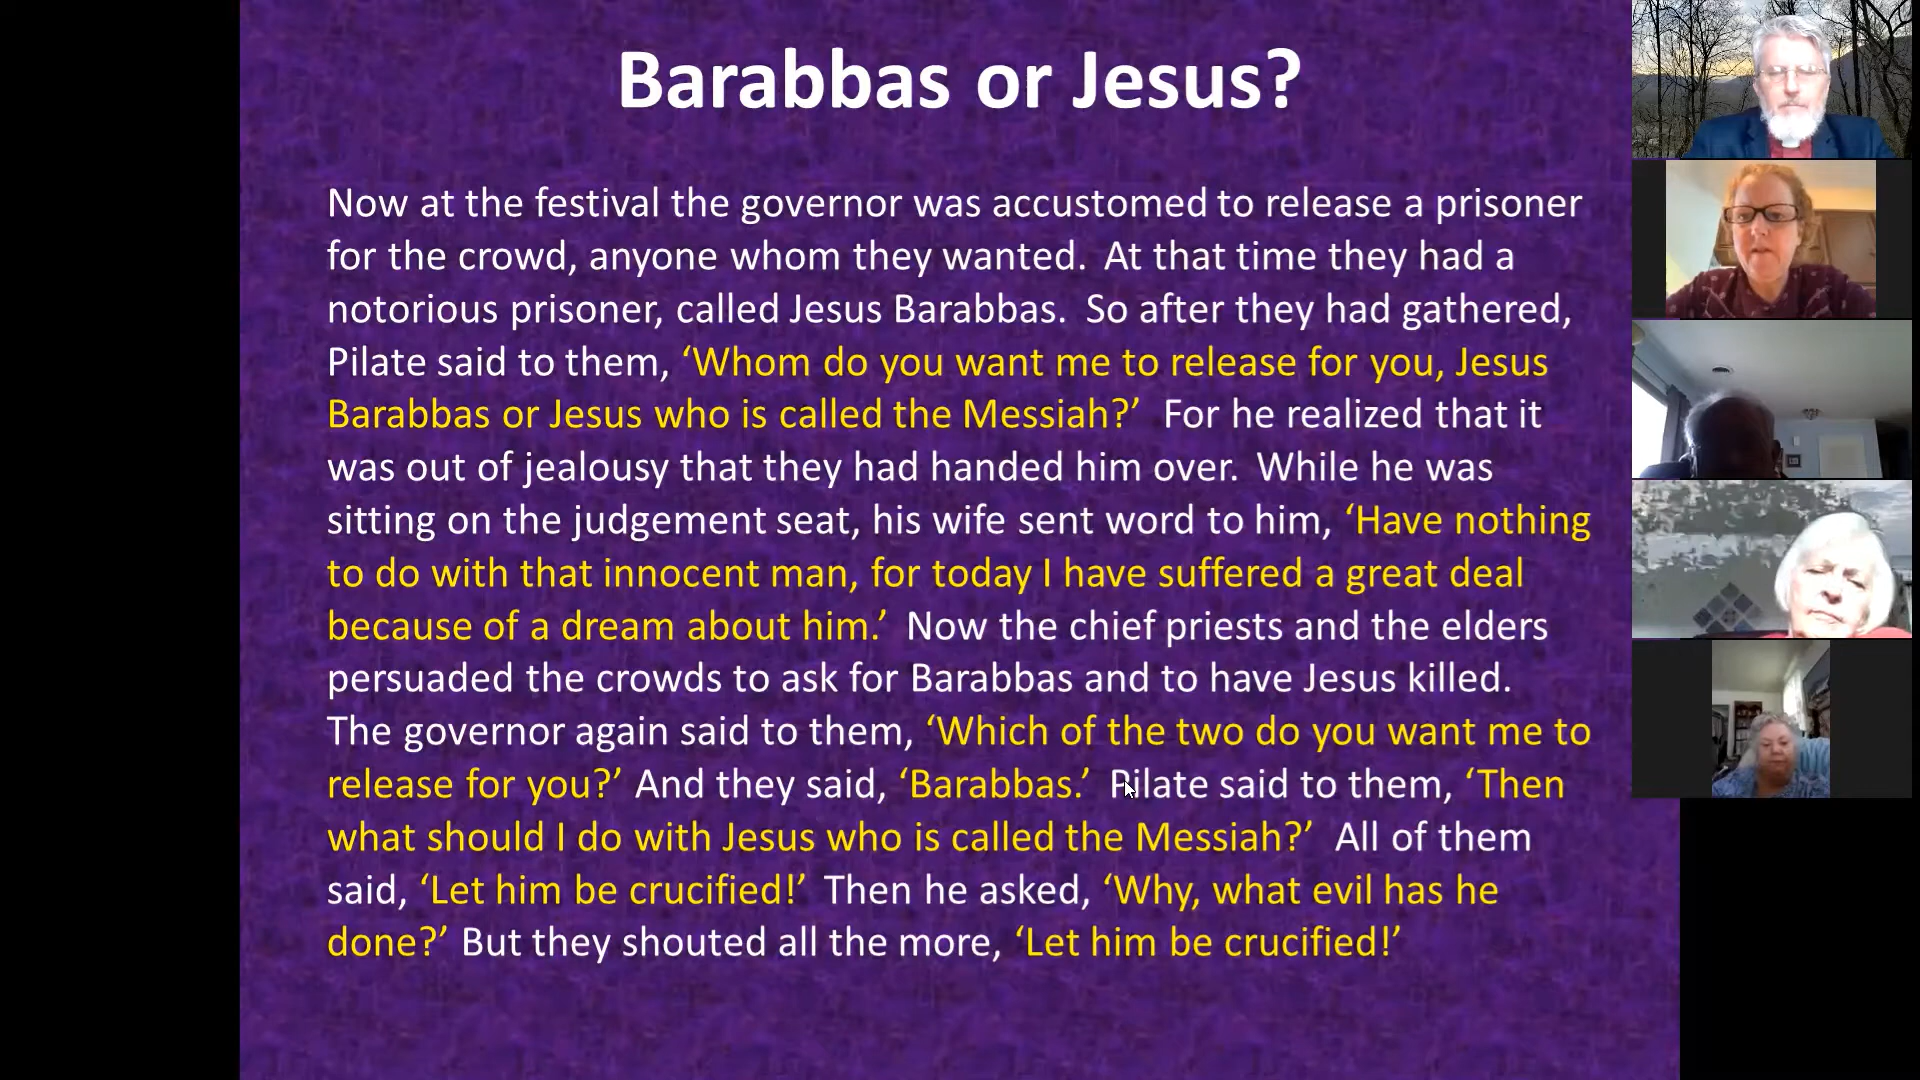 Barabbas or Jesus?
Now at the festival the governor was accustomed to release a prisoner
for the crowd, anyone whom they wanted. At that time they had a
notorious prisoner, called Jesus Barabbas. So after they had gathered,
Pilate said to them, ‘Whom do you want me to release for you, Jesus
Barabbas or Jesus who is called the Messiah?’ For he realized that it
was out of jealousy that they had handed him over. While he was
sitting on the judgement seat, his wife sent word to him, ‘Have nothing
to do with that innocent man, for today I have suffered a great deal
because of a dream about him.’ Now the chief priests and the elders
persuaded the crowds to ask for Barabbas and to have Jesus killed.
The governor again said to them, ‘Which of the two do you want me to
release for you?’ And they said, ‘Barabbas.’ Pilate said to them, ‘Then
what should I do with Jesus who is called the Messiah?’ All of them
said, ‘Let him be crucified!’ Then he asked, ‘Why, what evil has he
done?’ But they shouted all the more, ‘Let him be crucified!’